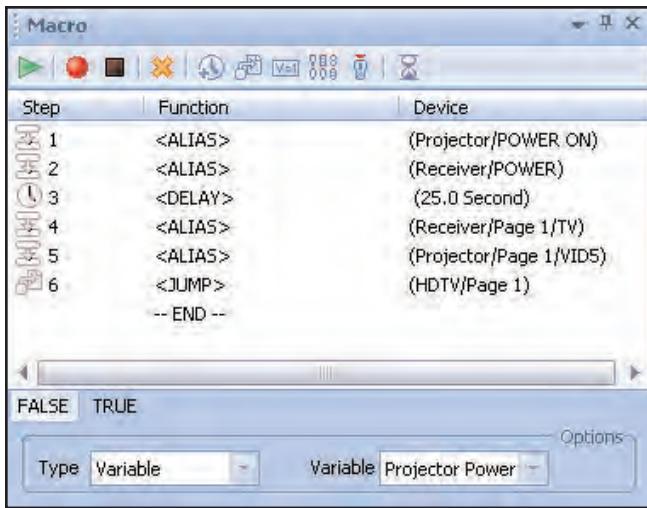 Macro
V=1
Step Function Device
1 <ALIAS> (Projector/POWER ON)
2 <ALIAS> (Receiver/POWER)
3 <DELAY> (25.0 Second)
4 <ALIAS> (Receiver/Page 1/TV)
5 <ALIAS> (Projector/Page 1/VID5)
6 <JUMP> (HDTV/Page 1)
-- END --
FALSE TRUE
Options
Type Variable Variable Projector Power